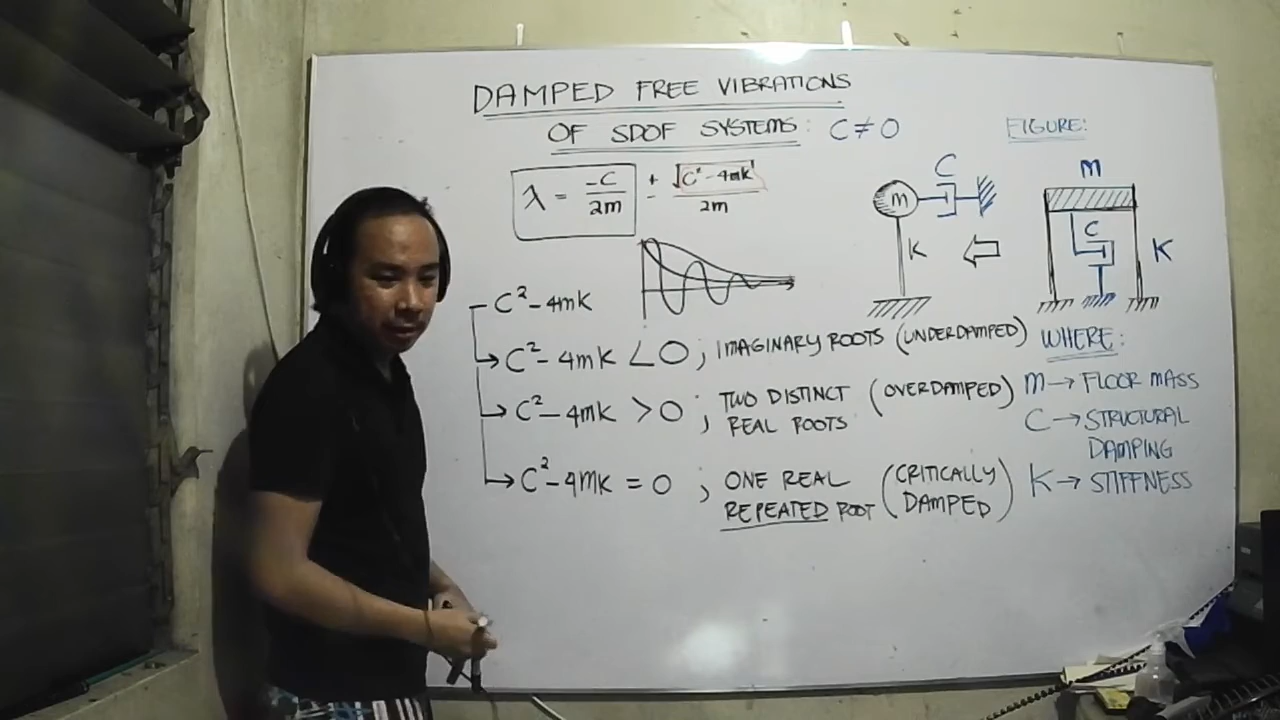 DAMPED FREE VIBRATIONS
OF SDOF SYSTEMS: C≠0
λ = -C/2m ± √(C²-4mk)/2m
C²-4mK
C²-4mK <0; IMAGINARY ROOTS (UNDERDAMPED)
C²-4mK >0; TWO DISTINCT (OVERDAMPED)
REAL ROOTS
C²-4mK = 0; ONE REAL (CRITICALLY
REPEATED ROOT DAMPED)
FIGURE:
C
m
K
m
C
K
WHERE:
m → FLOOR MASS
C → STRUCTURAL
DAMPING
K → STIFFNESS